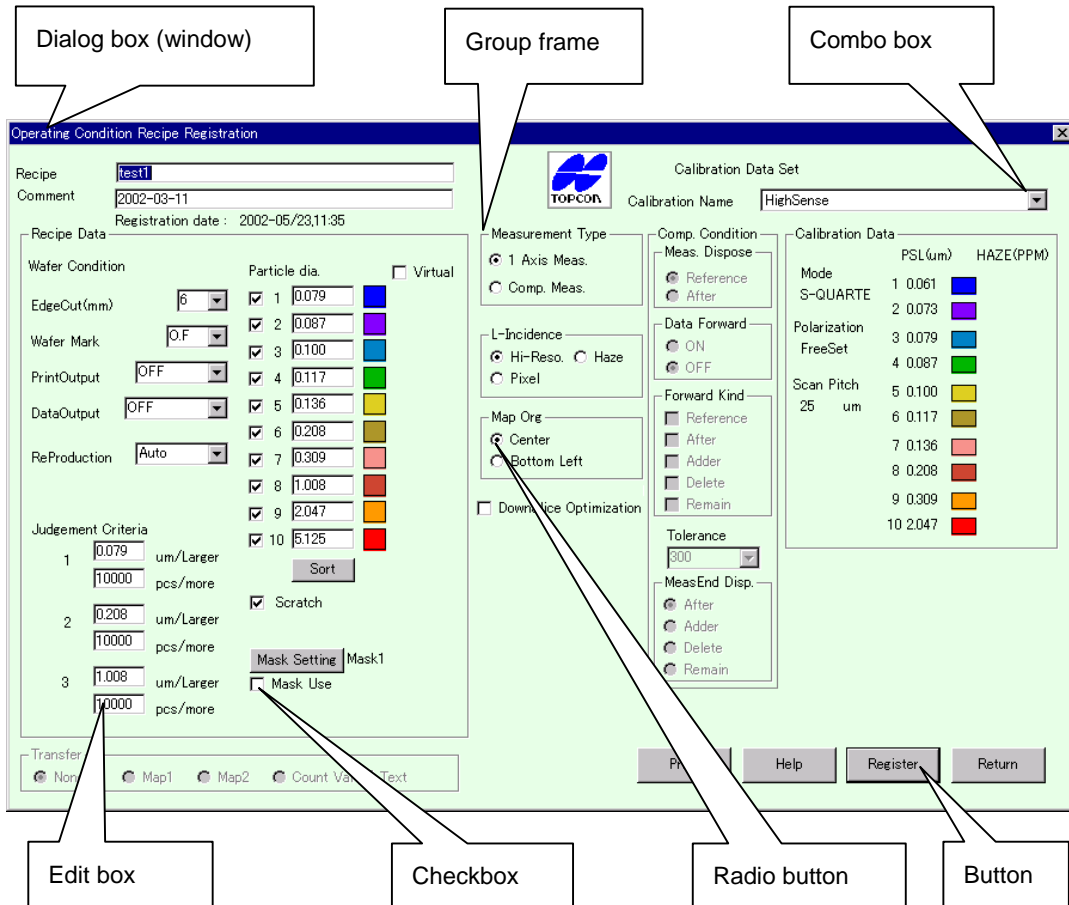 Dialog box (window)
Group frame
Combo box
Operating Condition Recipe Registration
Recipe test1
Comment 2002-03-11
Registration date : 2002-05/23,11:35
TOPCON
Calibration Data Set
Calibration Name HighSense
Recipe Data
Wafer Condition
EdgeCut(mm) 6
Wafer Mark O.F
PrintOutput OFF
DataOutput OFF
ReProduction Auto
Particle dia. Virtual
1 0.079
2 0.087
3 0.100
4 0.117
5 0.136
6 0.208
7 0.309
8 1.008
9 2.047
10 5.125
Sort
Scratch
Mask Setting Mask1
Mask Use
Judgement Criteria
1 0.079 um/Larger
10000 pcs/more
2 0.208 um/Larger
10000 pcs/more
3 1.008 um/Larger
10000 pcs/more
Measurement Type
1 Axis Meas.
Comp. Meas.
L-Incidence
Hi-Reso. Haze
Pixel
Map Org
Center
Bottom Left
Optimization
Comp. Condition
Meas. Dispose
Reference
After
Data Forward
ON
OFF
Forward Kind
Reference
After
Adder
Delete
Remain
Tolerance
300
MeasEnd Disp.
After
Adder
Delete
Remain
Calibration Data
PSL(um) HAZE(PPM)
Mode
S-QUARTE
Polarization
FreeSet
Scan Pitch
25 um
1 0.061
2 0.073
3 0.079
4 0.087
5 0.100
6 0.117
7 0.136
8 0.208
9 0.309
10 2.047
Transfer
Map1 Map2 Count Text
Help Register Return
Edit box
Checkbox
Radio button
Button